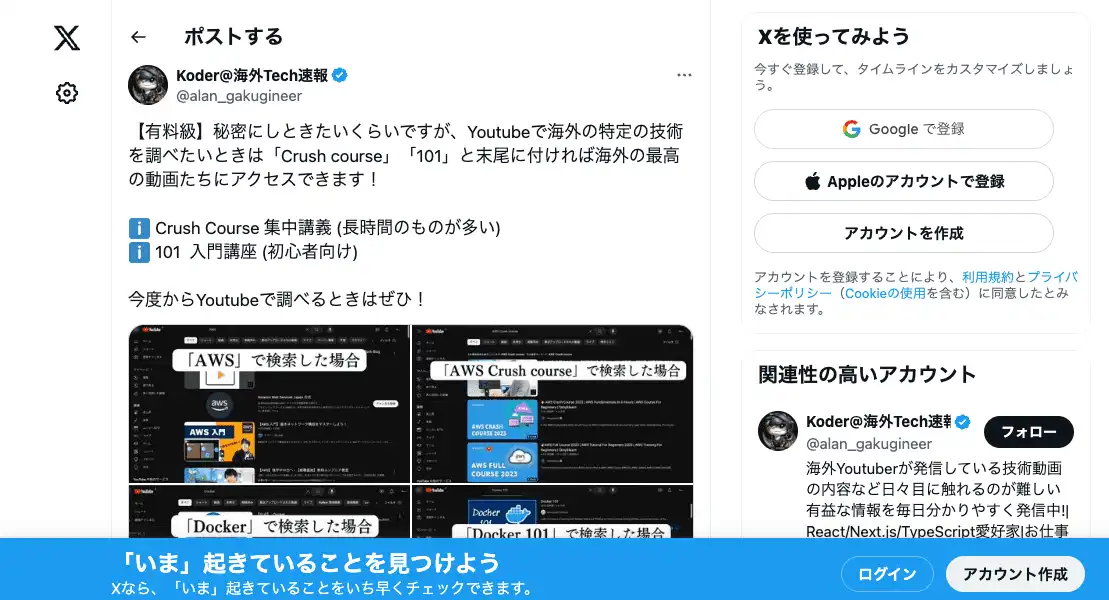 ポストする
Koder@海外Tech速報
@alan_gakugineer
【有料級】秘密にしときたいくらいですが、Youtubeで海外の特定の技術
を調べたいときは「Crush course」「101」と末尾に付ければ海外の最高
の動画たちにアクセスできます！
Crush Course 集中講義 (長時間のものが多い)
101 入門講座 (初心者向け)
今度からYoutubeで調べるときはぜひ！
「AWS」で検索した場合
aws
AWS 入門
「AWS Crush course」で検索した場合
AWS CRASH
COURSE 2023
AWS FULL
COURSE 2023
「Docker」で検索した場合
Docker
101
「Docker 101」で検索した場合
Xを使ってみよう
今すぐ登録して、タイムラインをカスタマイズしましょ
う。
Google で登録
Appleのアカウントで登録
アカウントを作成
アカウントを登録することにより、利用規約とプライバ
シーポリシー（Cookieの使用を含む）に同意したとみ
なされます。
関連性の高いアカウント
Koder@海外Tech速報
@alan_gakugineer
フォロー
海外Youtuberが発信している技術動画
の内容など日々目に触れるのが難しい
有益な情報を毎日分かりやすく発信中!|
React/Next.js/TypeScript愛好家|お仕事
「いま」起きていることを見つけよう
Xなら、「いま」起きていることをいち早くチェックできます。
ログイン
アカウント作成